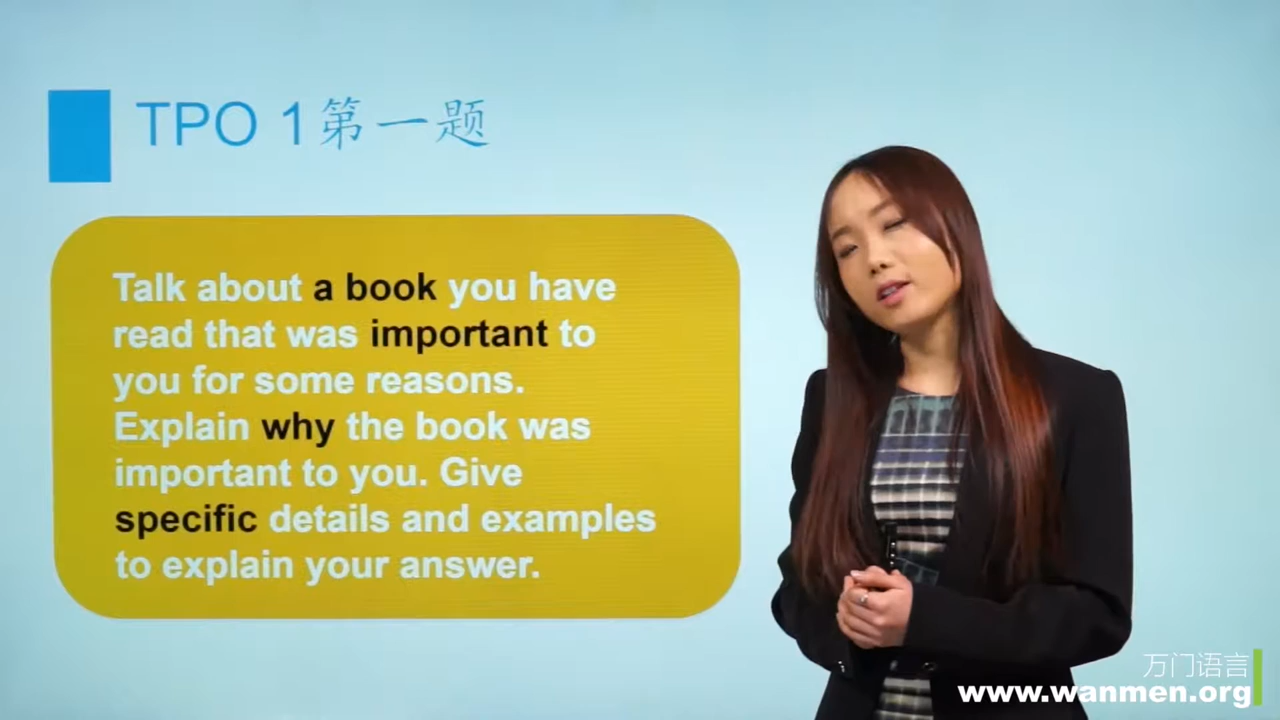 TPO 1第一题
Talk about a book you have
read that was important to
you for some reasons.
Explain why the book was
important to you. Give
specific details and examples
to explain your answer.
万门语言
www.wanmen.org